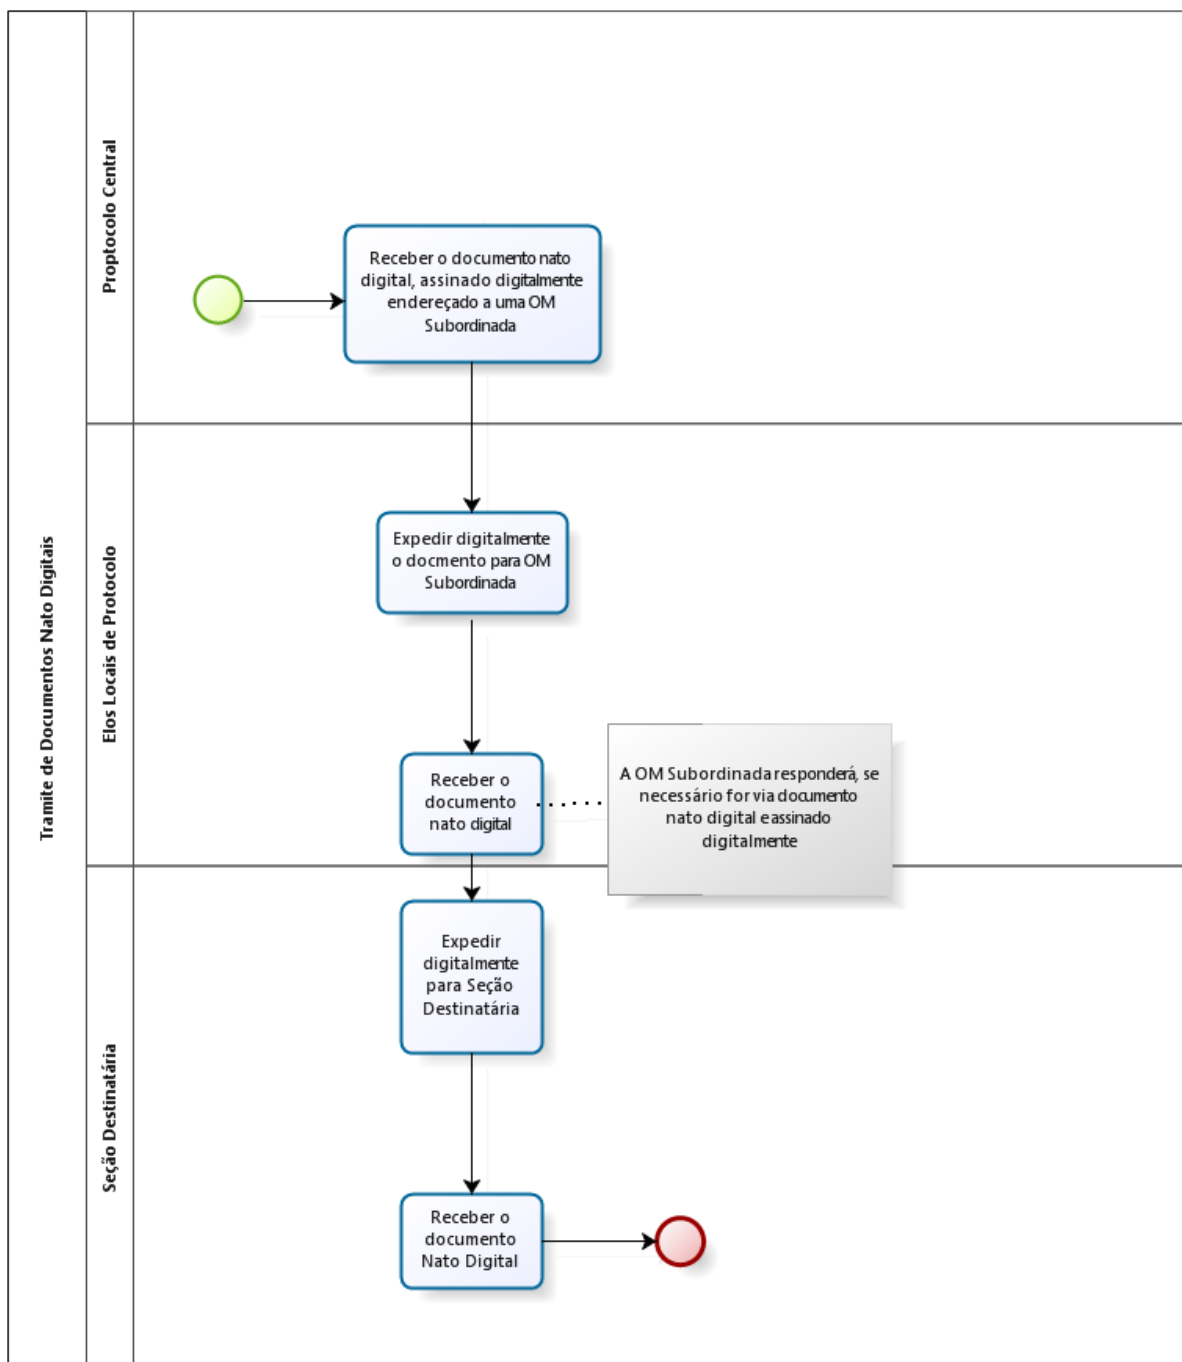 Tramite de Documentos Nato Digitais
Proptocolo Central
Receber o documento nato
digital, assinado digitalmente
endereçado a uma OM
Subordinada
Elos Locais de Protocolo
Expedir digitalmente
o docmento para OM
Subordinada
Receber o
documento
nato digital
A OM Subordinada responderá, se
necessário for via documento
nato digital e assinado
digitalmente
Seção Destinatária
Expedir
digitalmente
para Seção
Destinatária
Receber o
documento
Nato Digital